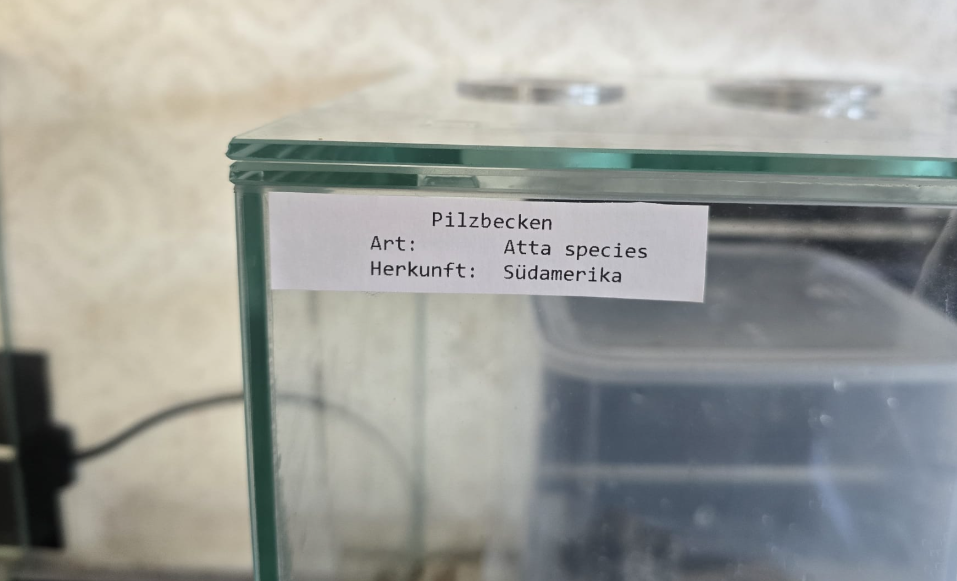 Pilzbecken
Art: Atta species
Herkunft: Südamerika